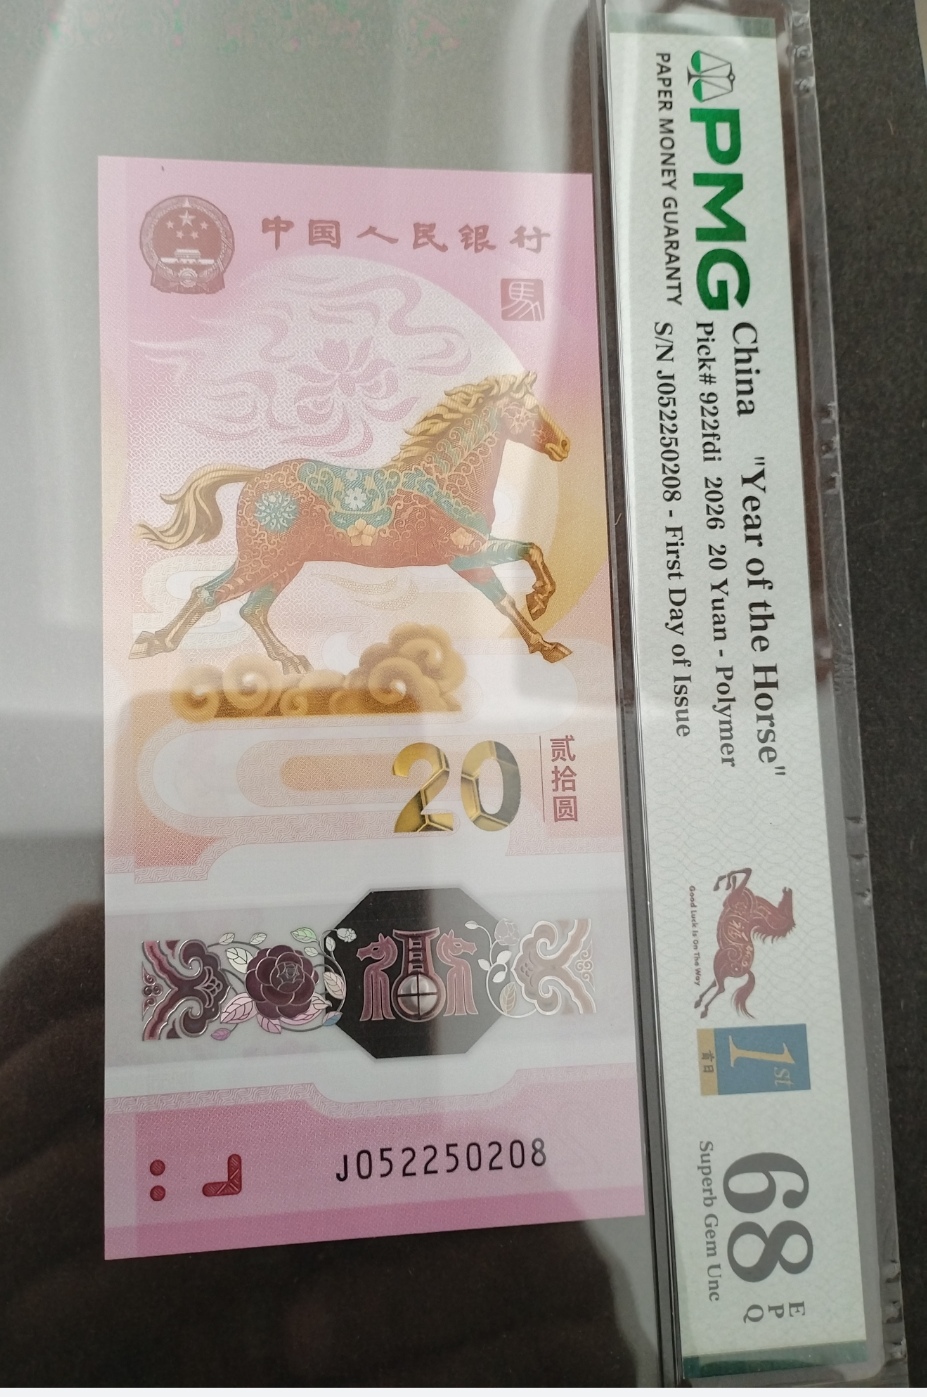 中国人民银行
馬
20
贰拾圆
J052250208
PMG
PAPER MONEY GUARANTY
China "Year of the Horse"
Pick# 922fdi 2026 20 Yuan - Polymer
S/N J052250208 - First Day of Issue
Good Luck Is On The Way
1st
首日
68 EPQ
Superb Gem Unc